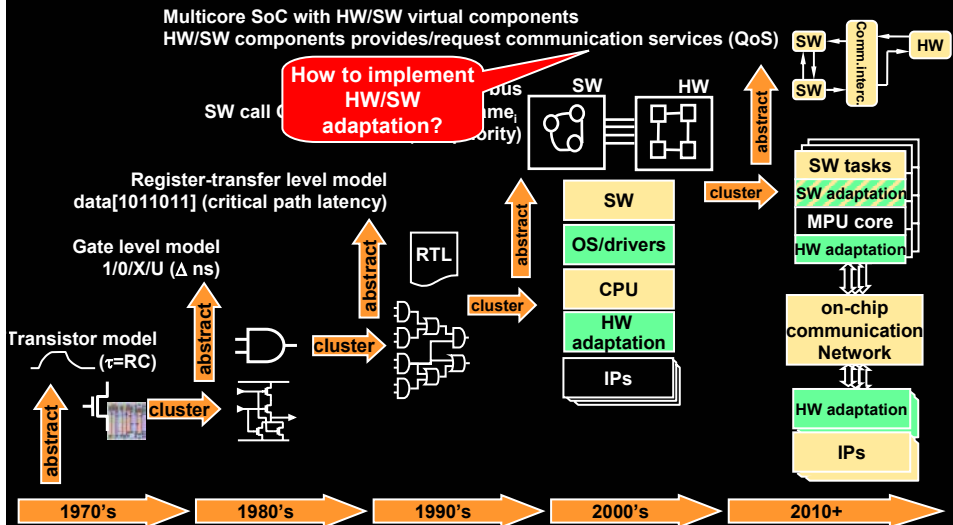 Multicore SoC with HW/SW virtual components
HW/SW components provides/request communication services (QoS)
How to implement
HW/SW
adaptation?
bus
SW call
SW
HW
Register-transfer level model
data[1011011] (critical path latency)
Gate level model
1/0/X/U (Δ ns)
Transistor model
(τ=RC)
abstract
abstract
abstract
abstract
abstract
cluster
cluster
cluster
cluster
RTL
SW
OS/drivers
CPU
HW
adaptation
IPs
SW
SW
Comm.interc.
HW
SW tasks
SW adaptation
MPU core
HW adaptation
on-chip
communication
Network
HW adaptation
IPs
1970's
1980's
1990's
2000's
2010+